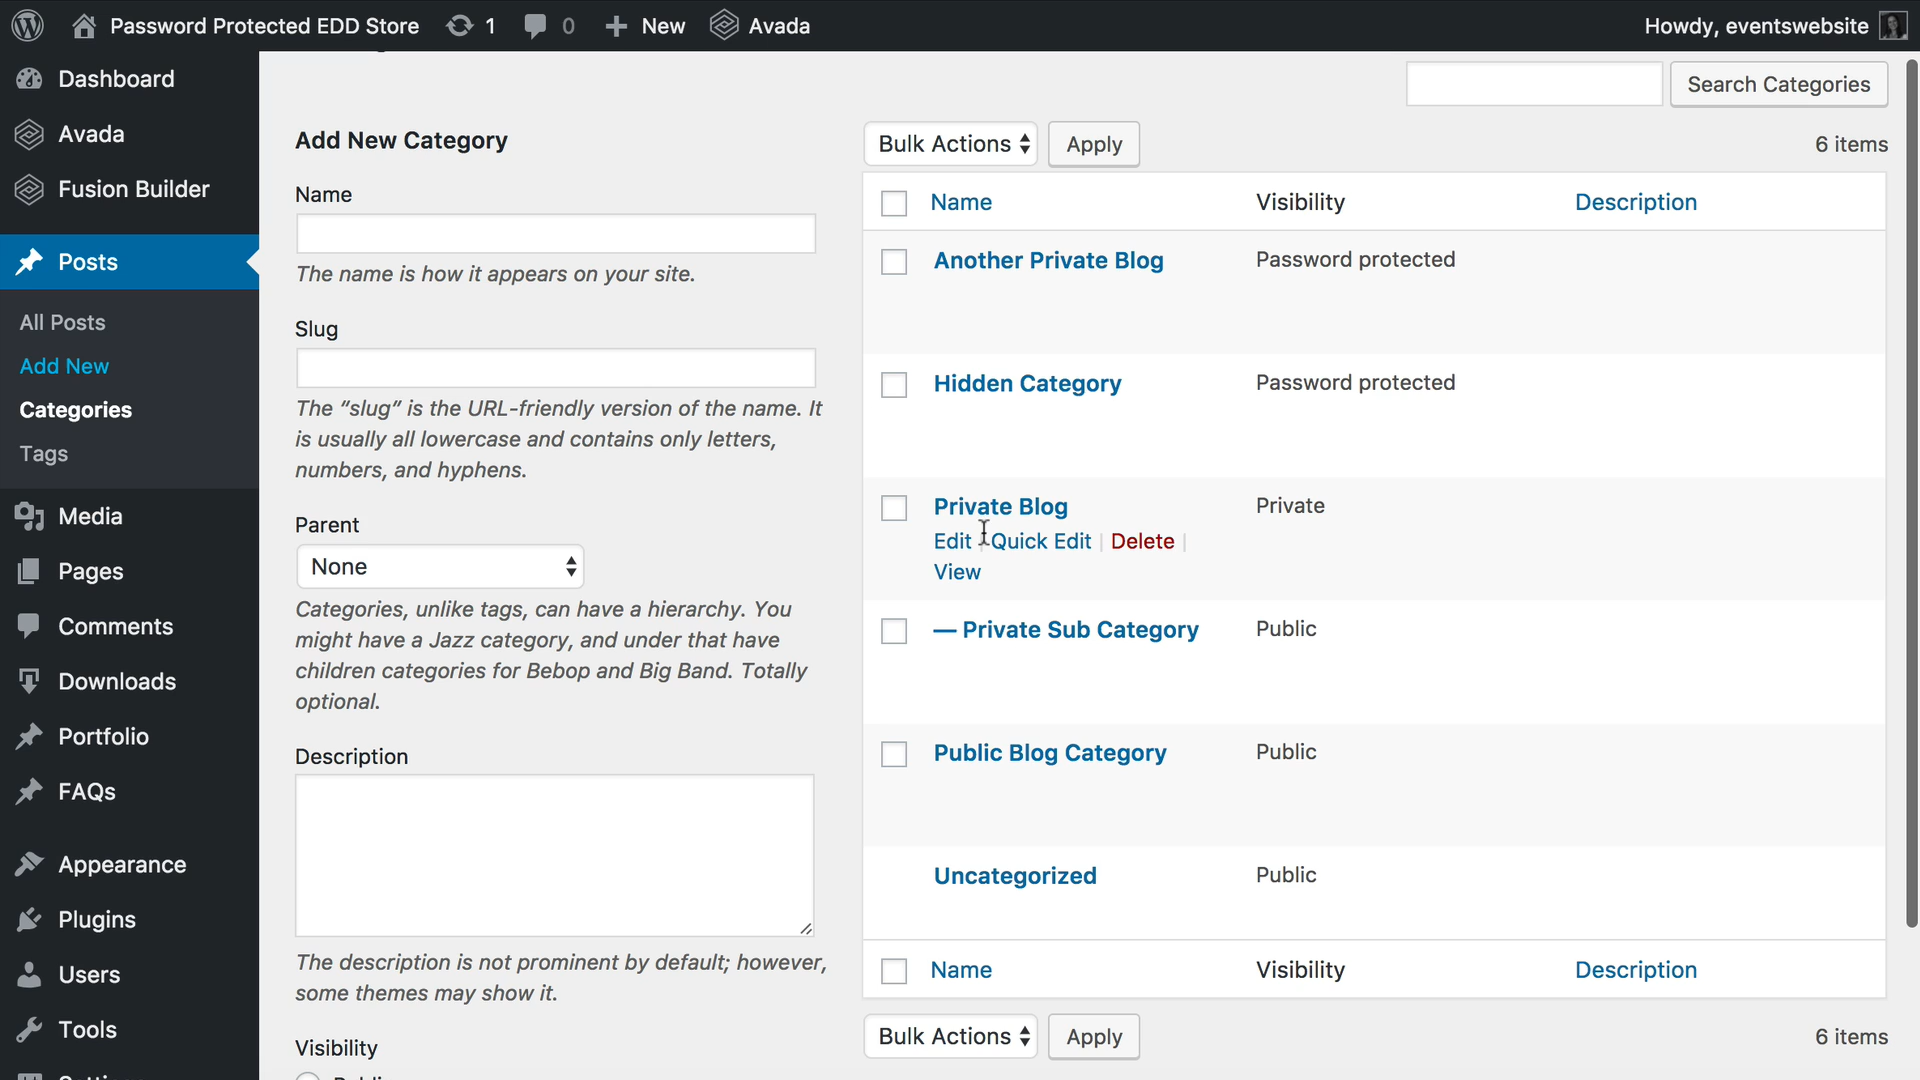 Password Protected EDD Store 1 0 New Avada Howdy, eventswebsite
Dashboard
Avada
Fusion Builder
Posts
All Posts
Add New
Categories
Tags
Media
Pages
Comments
Downloads
Portfolio
FAQs
Appearance
Plugins
Users
Tools
Search Categories
Add New Category
Name
The name is how it appears on your site.
Slug
The “slug” is the URL-friendly version of the name. It
is usually all lowercase and contains only letters,
numbers, and hyphens.
Parent
None
Categories, unlike tags, can have a hierarchy. You
might have a Jazz category, and under that have
children categories for Bebop and Big Band. Totally
optional.
Description
The description is not prominent by default; however,
some themes may show it.
Visibility
Bulk Actions Apply 6 items
Name Visibility Description
Another Private Blog Password protected
Hidden Category Password protected
Private Blog Private
Edit | Quick Edit | Delete |
View
— Private Sub Category Public
Public Blog Category Public
Uncategorized Public
Name Visibility Description
Bulk Actions Apply 6 items